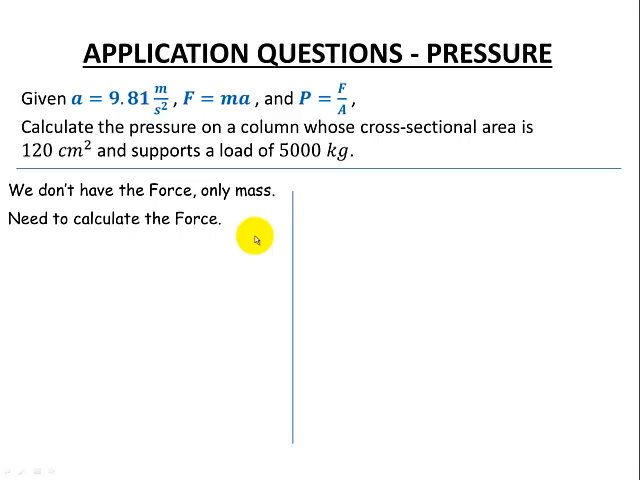 APPLICATION QUESTIONS - PRESSURE
Given a = 9.81 m/s², F = ma, and P = F/A,
Calculate the pressure on a column whose cross-sectional area is
120 cm² and supports a load of 5000 kg.
We don't have the Force, only mass.
Need to calculate the Force.